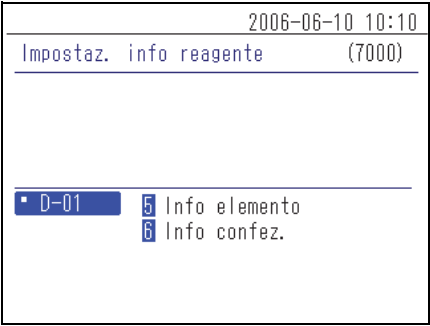 2006-06-10 10:10
Impostaz. info reagente (7000)
D-01 5 Info elemento
6 Info confez.